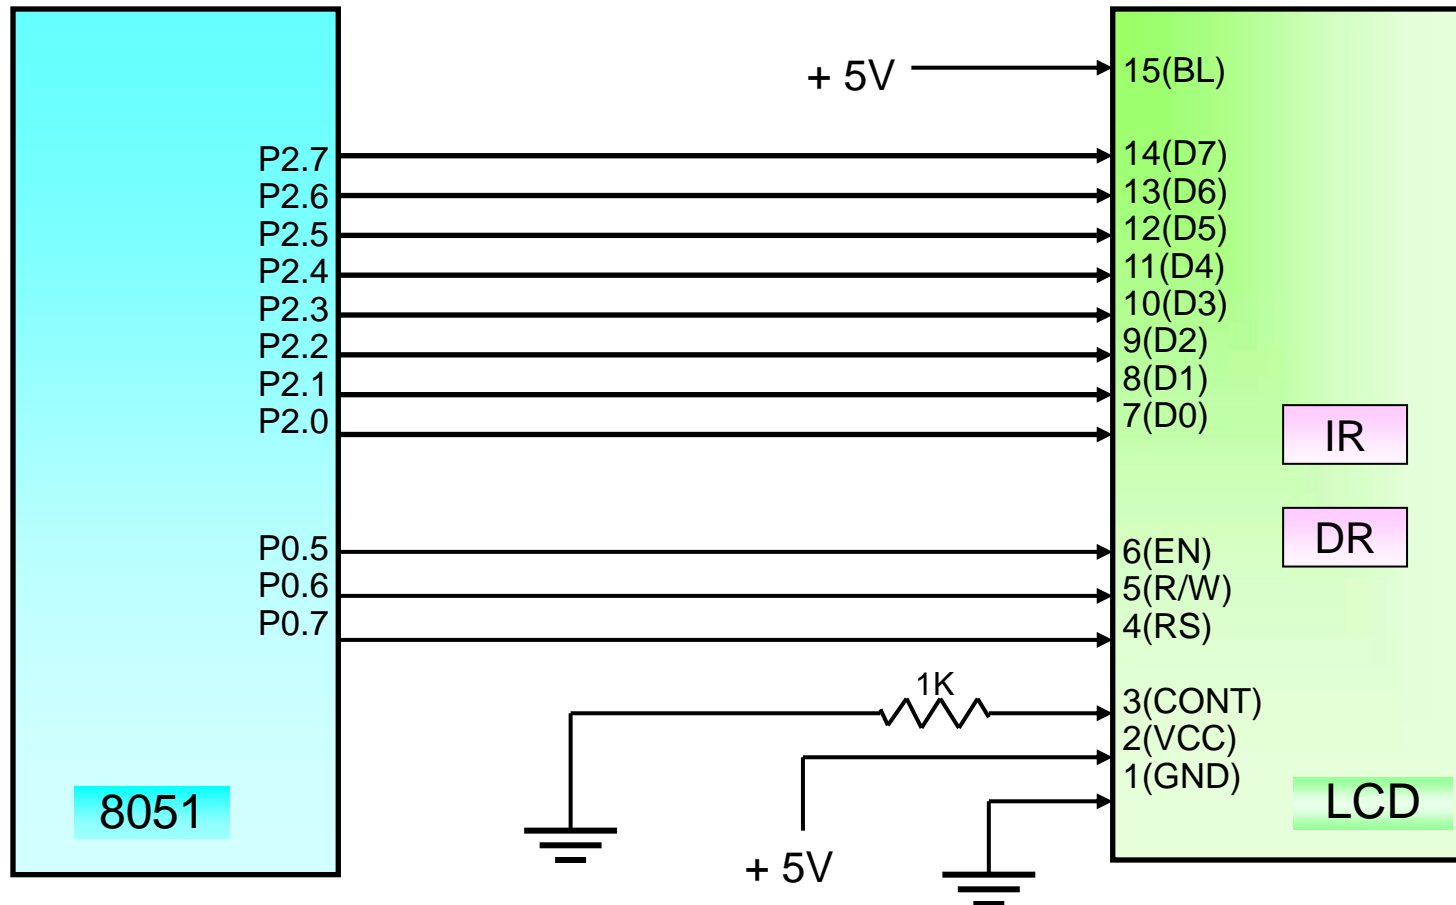 + 5V
15(BL)
P2.7
14(D7)
P2.6
13(D6)
P2.5
12(D5)
P2.4
11(D4)
P2.3
10(D3)
P2.2
9(D2)
P2.1
8(D1)
P2.0
7(D0)
IR
DR
P0.5
6(EN)
P0.6
5(R/W)
P0.7
4(RS)
1K
3(CONT)
2(VCC)
1(GND)
8051
LCD
+ 5V